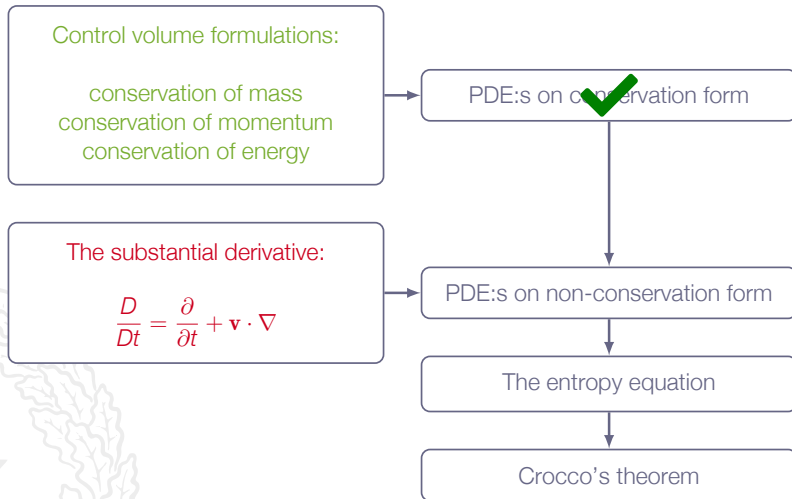 Control volume formulations:
conservation of mass
conservation of momentum
conservation of energy
PDE:s on conservation form
The substantial derivative:
D/Dt = ∂/∂t + v · ∇
PDE:s on non-conservation form
The entropy equation
Crocco's theorem